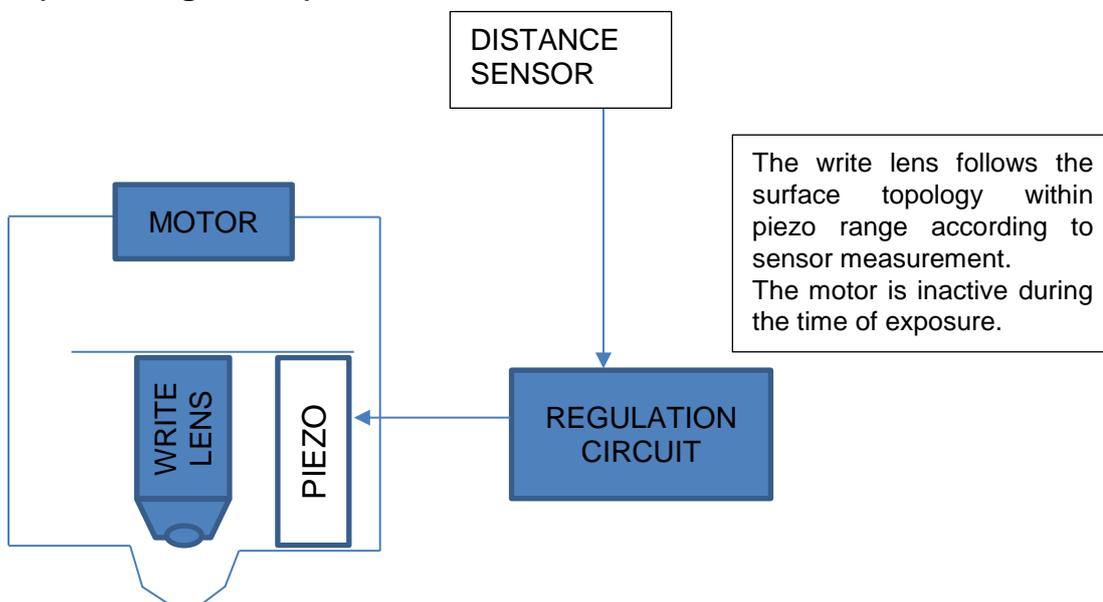 DISTANCE
SENSOR
The write lens follows the
surface topology within
piezo range according to
sensor measurement.
The motor is inactive during
the time of exposure.
MOTOR
WRITE
LENS
PIEZO
REGULATION
CIRCUIT